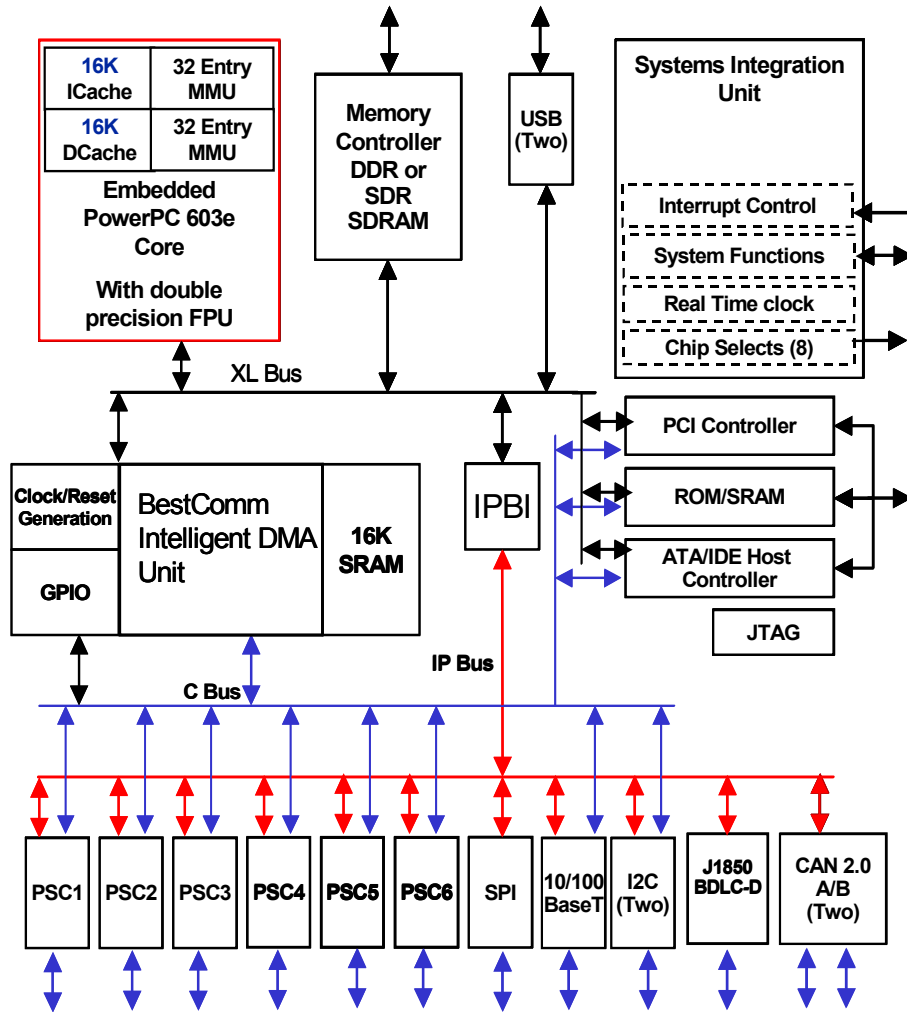 16K
ICache
32 Entry
MMU
16K
DCache
32 Entry
MMU
Embedded
PowerPC 603e
Core
With double
precision FPU
Memory
Controller
DDR or
SDR
SDRAM
USB
(Two)
Systems Integration
Unit
Interrupt Control
System Functions
Real Time clock
Chip Selects (8)
XL Bus
Clock/Reset
Generation
GPIO
BestComm
Intelligent DMA
Unit
16K
SRAM
IPBI
PCI Controller
ROM/SRAM
ATA/IDE Host
Controller
JTAG
IP Bus
C Bus
PSC1
PSC2
PSC3
PSC4
PSC5
PSC6
SPI
10/100
BaseT
I2C
(Two)
J1850
BDLC-D
CAN 2.0
A/B
(Two)